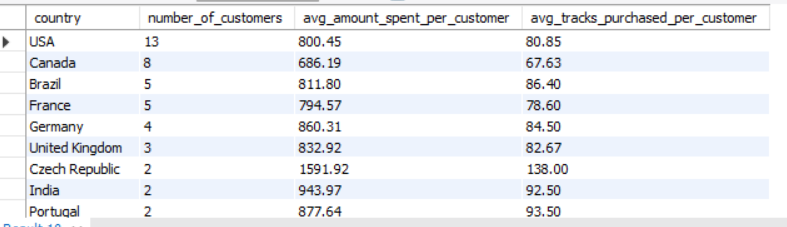 country number_of_customers avg_amount_spent_per_customer avg_tracks_purchased_per_customer
USA 13 800.45 80.85
Canada 8 686.19 67.63
Brazil 5 811.80 86.40
France 5 794.57 78.60
Germany 4 860.31 84.50
United Kingdom 3 832.92 82.67
Czech Republic 2 1591.92 138.00
India 2 943.97 92.50
Portugal 2 877.64 93.50